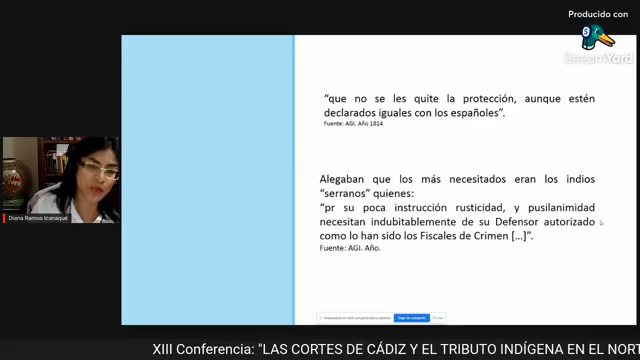 Producido con
StreamYard
“que no se les quite la protección, aunque estén
declarados iguales con los españoles”.
Fuente: AGI. Año 1814
Alegaban que los más necesitados eran los indios
“serranos” quienes:
“pr su poca instrucción rusticidad, y pusilanimidad
necesitan indubitablemente de su Defensor autorizado
como lo han sido los Fiscales de Crimen [...]”.
Fuente: AGI. Año.
Diana Ramos Icanaqué
XIII Conferencia: "LAS CORTES DE CÁDIZ Y EL TRIBUTO INDÍGENA EN EL NORT